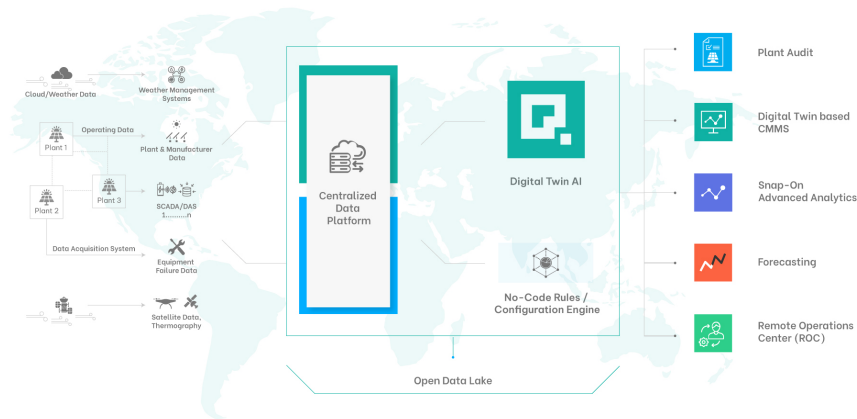 Cloud/Weather Data
Weather Management
Systems
Operating Data
Plant 1
Plant & Manufacturer
Data
Plant 3
Plant 2
SCADA/DAS
1..........n
Data Acquisition System
Equipment
Failure Data
Satellite Data,
Thermography
Centralized
Data
Platform
Digital Twin AI
No-Code Rules /
Configuration Engine
Open Data Lake
Plant Audit
Digital Twin based
CMMS
Snap-On
Advanced Analytics
Forecasting
Remote Operations
Center (ROC)